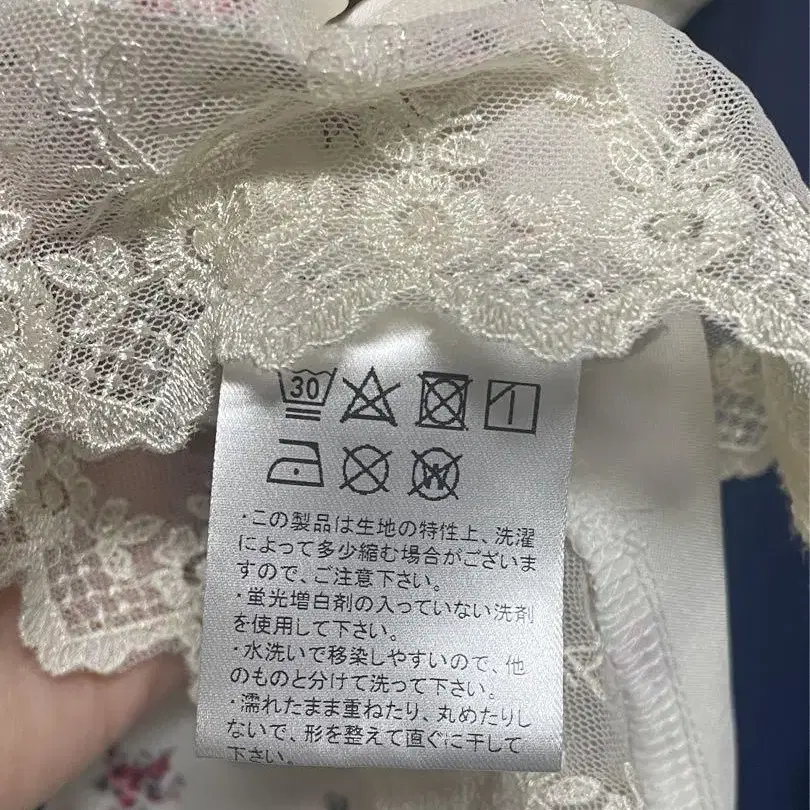 30
W
・この製品は生地の特性上、洗濯
によって多少縮む場合がございま
すので、ご注意下さい。
・蛍光増白剤の入っていない洗剤
を使用して下さい。
・水洗いで移染しやすいので、他
のものと分けて洗って下さい。
・濡れたまま重ねたり、丸めたりし
ないで、形を整えて直ぐに干して
下さい。